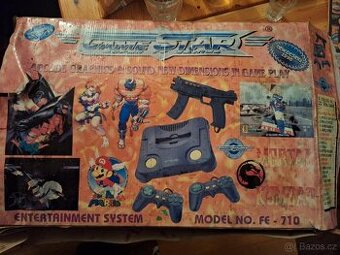 GAME STAR
ARCADE GRAPHICS & SOUND, NEW DIMENSIONS IN GAME PLAY
MORTAL
KOMBAT
MARIO
ENTERTAINMENT SYSTEM
MODEL NO. FE - 710
Bazos.cz